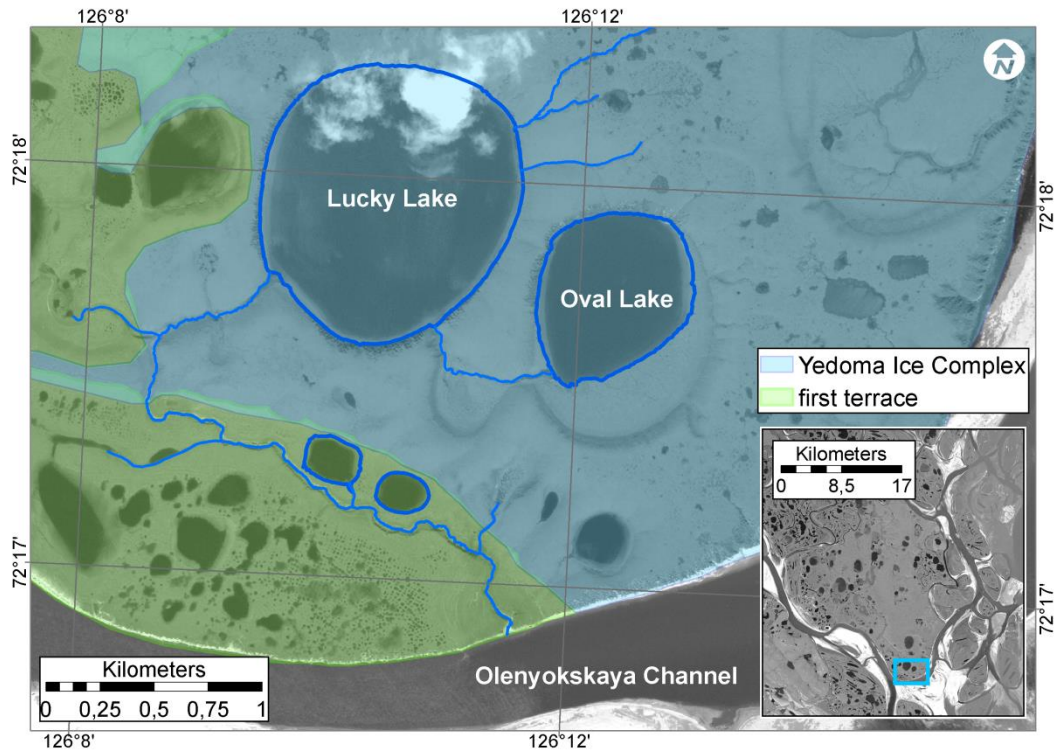 126°8'
126°12'
N
72°18'
Lucky Lake
72°18'
Oval Lake
Yedoma Ice Complex
first terrace
Kilometers
0 8,5 17
72°17'
72°17'
Kilometers
0 0,25 0,5 0,75 1
Olenyokskaya Channel
126°8'
126°12'